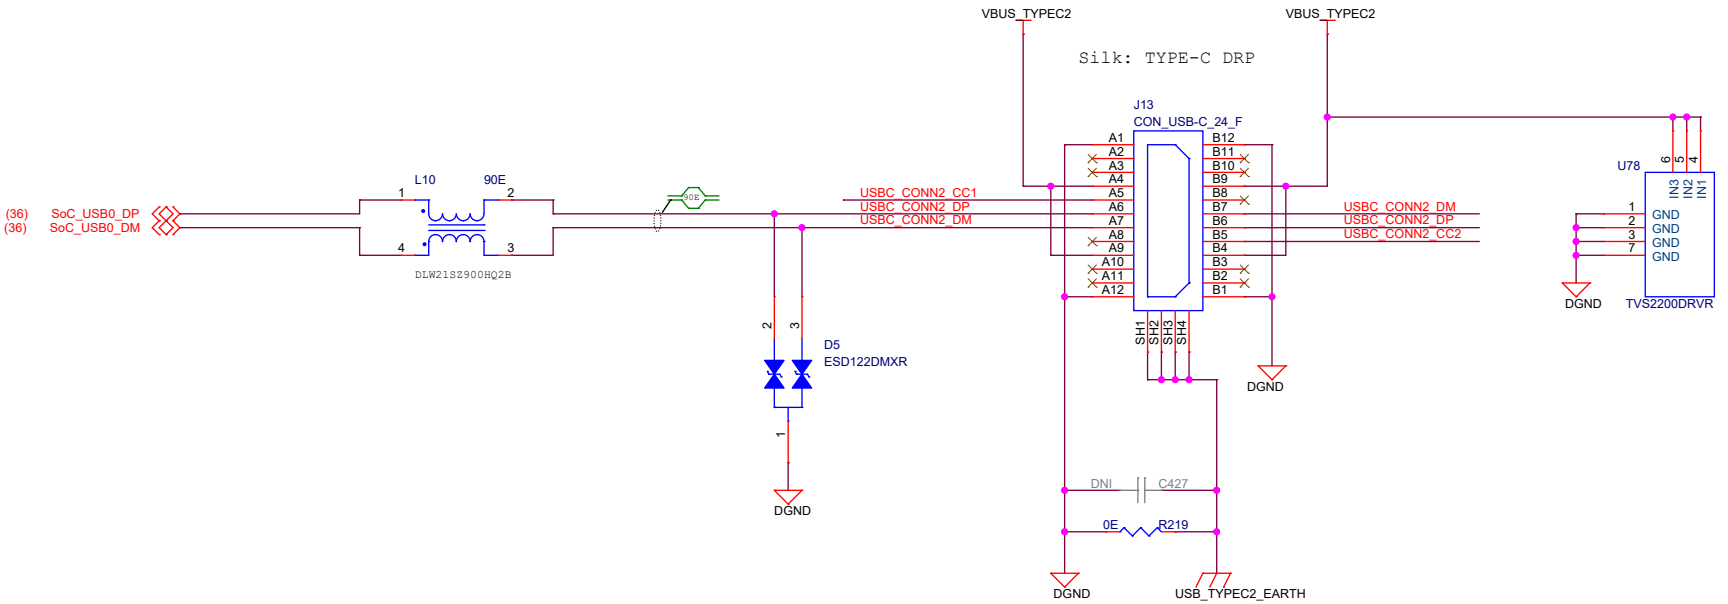 VBUS_TYPEC2
VBUS_TYPEC2
Silk: TYPE-C DRP
J13
CON_USB-C_24_F
A1
A2
A3
A4
A5
A6
A7
A8
A9
A10
A11
A12
B12
B11
B10
B9
B8
B7
B6
B5
B4
B3
B2
B1
SH1
SH2
SH3
SH4
L10
90E
1
2
4
3
DLW21SZ900HQ2B
(36) SoC_USB0_DP
(36) SoC_USB0_DM
90E
USBC_CONN2_CC1
USBC_CONN2_DP
USBC_CONN2_DM
USBC_CONN2_DM
USBC_CONN2_DP
USBC_CONN2_CC2
U78
6
5
4
IN3
IN2
IN1
1 GND
2 GND
3 GND
7 GND
DGND
TVS2200DRVR
2
3
D5
ESD122DMXR
1
DGND
DGND
DNI
C427
0E
R219
DGND
USB_TYPEC2_EARTH